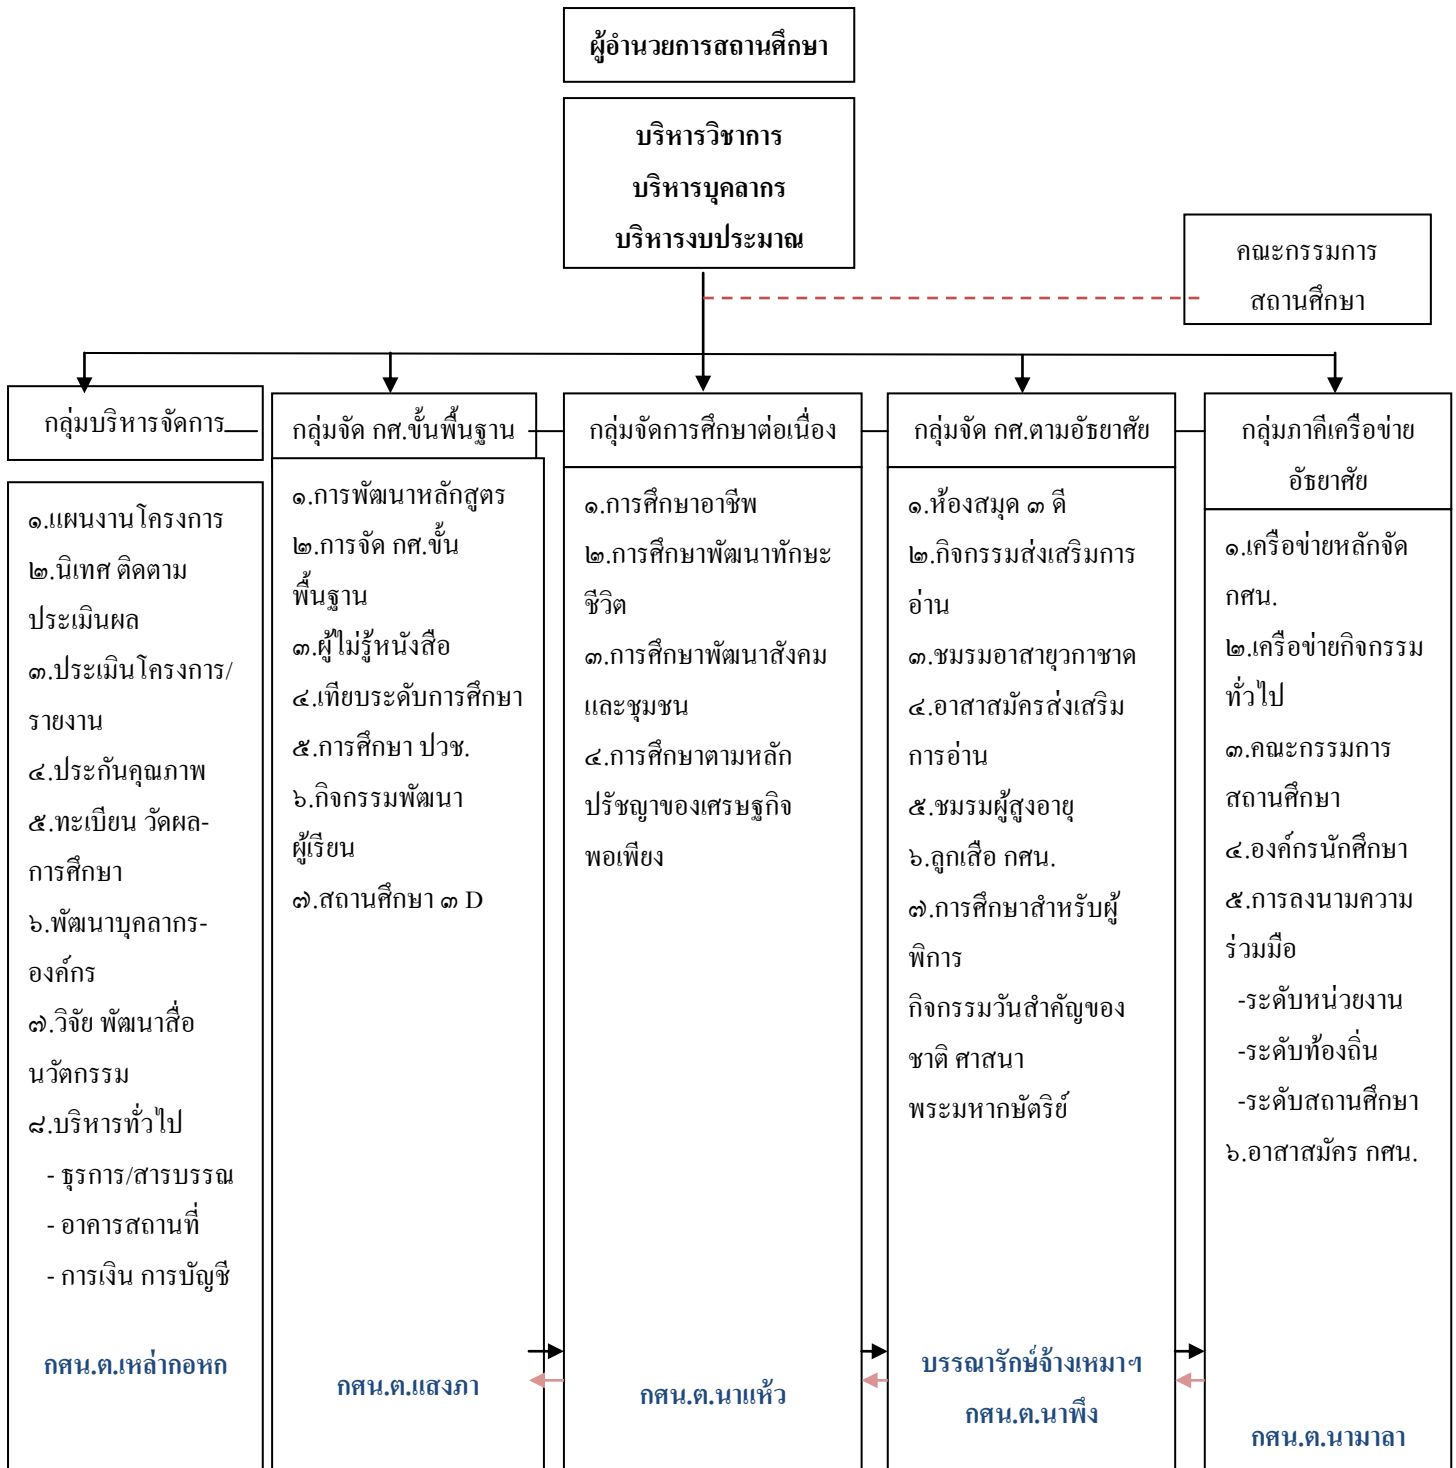 ผู้อำนวยการสถานศึกษา
บริหารวิชาการ
บริหารบุคลากร
บริหารงบประมาณ
คณะกรรมการ
สถานศึกษา
กลุ่มบริหารจัดการ
๑.แผนงานโครงการ
๒.นิเทศ ติดตาม
ประเมินผล
๓.ประเมินโครงการ/
รายงาน
๔.ประกันคุณภาพ
๕.ทะเบียน วัดผล-
การศึกษา
๖.พัฒนาบุคลากร-
องค์กร
๗.วิจัย พัฒนาสื่อ
นวัตกรรม
๘.บริหารทั่วไป
- ธุรการ/สารบรรณ
- อาคารสถานที่
- การเงิน การบัญชี
กศน.ต.เหล่ากอหก
กลุ่มจัด กศ.ขั้นพื้นฐาน
๑.การพัฒนาหลักสูตร
๒.การจัด กศ.ขั้น
พื้นฐาน
๓.ผู้ไม่รู้หนังสือ
๔.เทียบระดับการศึกษา
๕.การศึกษา ปวช.
๖.กิจกรรมพัฒนา
ผู้เรียน
๗.สถานศึกษา ๓ D
กศน.ต.แสงภา
กลุ่มจัดการศึกษาต่อเนื่อง
๑.การศึกษาอาชีพ
๒.การศึกษาพัฒนาทักษะ
ชีวิต
๓.การศึกษาพัฒนาสังคม
และชุมชน
๔.การศึกษาตามหลัก
ปรัชญาของเศรษฐกิจ
พอเพียง
กศน.ต.นาแห้ว
กลุ่มจัด กศ.ตามอัธยาศัย
๑.ห้องสมุด ๓ ดี
๒.กิจกรรมส่งเสริมการ
อ่าน
๓.ชมรมอาสายุวกาชาด
๔.อาสาสมัครส่งเสริม
การอ่าน
๕.ชมรมผู้สูงอายุ
๖.ลูกเสือ กศน.
๗.การศึกษาสำหรับผู้
พิการ
กิจกรรมวันสำคัญของ
ชาติ ศาสนา
พระมหากษัตริย์
บรรณารักษ์จ้างเหมาฯ
กศน.ต.นาพึง
กลุ่มภาคีเครือข่าย
อัธยาศัย
๑.เครือข่ายหลักจัด
กศน.
๒.เครือข่ายกิจกรรม
ทั่วไป
๓.คณะกรรมการ
สถานศึกษา
๔.องค์กรนักศึกษา
๕.การลงนามความ
ร่วมมือ
-ระดับหน่วยงาน
-ระดับท้องถิ่น
-ระดับสถานศึกษา
๖.อาสาสมัคร กศน.
กศน.ต.นามาลา